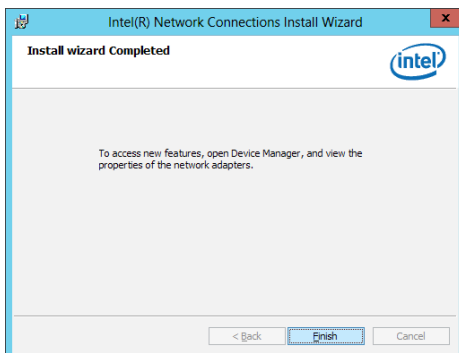 Intel(R) Network Connections Install Wizard
x
Install wizard Completed
intel
To access new features, open Device Manager, and view the
properties of the network adapters.
< Back
Finish
Cancel